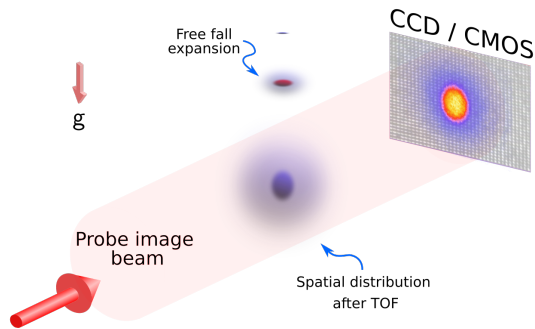 CCD / CMOS
Free fall
expansion
g
Probe image
beam
Spatial distribution
after TOF